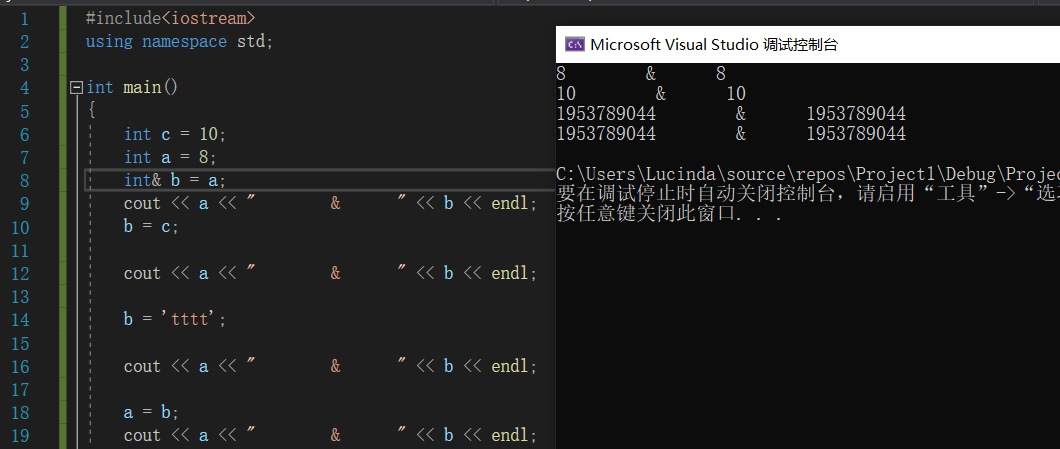 1 #include<iostream>
2 using namespace std;
3
4 int main()
5 {
6 int c = 10;
7 int a = 8;
8 int& b = a;
9 cout << a << "        &      " << b << endl;
10 b = c;
11
12 cout << a << "        &      " << b << endl;
13
14 b = 'tttt';
15
16 cout << a << "        &      " << b << endl;
17
18 a = b;
19 cout << a << "        &      " << b << endl;
C:\ Microsoft Visual Studio 调试控制台
8        &      8
10        &      10
1953789044        &      1953789044
1953789044        &      1953789044
C:\Users\Lucinda\source\repos\Project1\Debug\Projec
要在调试停止时自动关闭控制台，请启用“工具”->“选项
按任意键关闭此窗口. . .